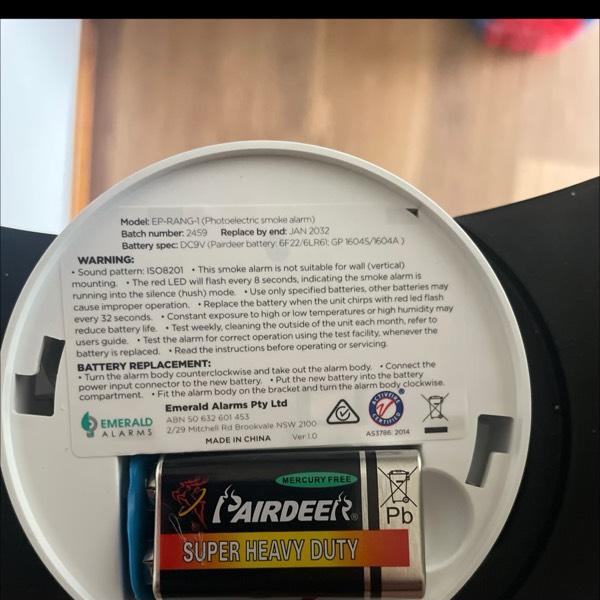 Model: EP-RANG-1 (Photoelectric smoke alarm)
Batch number: 2459 Replace by end: JAN 2032
Battery spec: DC9V (Pairdeer battery: 6F22/6LR61; GP 1604S/1604A )
WARNING:
• Sound pattern: ISO8201 • This smoke alarm is not suitable for wall (vertical)
mounting. • The red LED will flash every 8 seconds, indicating the smoke alarm is
running into the silence (hush) mode. • Use only specified batteries, other batteries may
cause improper operation. • Replace the battery when the unit chirps with red led flash
every 32 seconds. • Constant exposure to high or low temperatures or high humidity may
reduce battery life. • Test weekly, cleaning the outside of the unit each month, refer to
users guide. • Test the alarm for correct operation using the test facility, whenever the
battery is replaced. • Read the instructions before operating or servicing.
BATTERY REPLACEMENT:
• Turn the alarm body counterclockwise and take out the alarm body. • Connect the
power input connector to the new battery. • Put the new battery into the battery
compartment. • Fit the alarm body on the bracket and turn the alarm body clockwise.
EMERALD
ALARMS
Emerald Alarms Pty Ltd
ABN 50 632 601 453
2/29 Mitchell Rd Brookvale NSW 2100
MADE IN CHINA Ver 1.0
ACTIVFIRE
CERTIFIED
AS3786: 2014
MERCURY FREE
PAIRDEER®
SUPER HEAVY DUTY
Pb